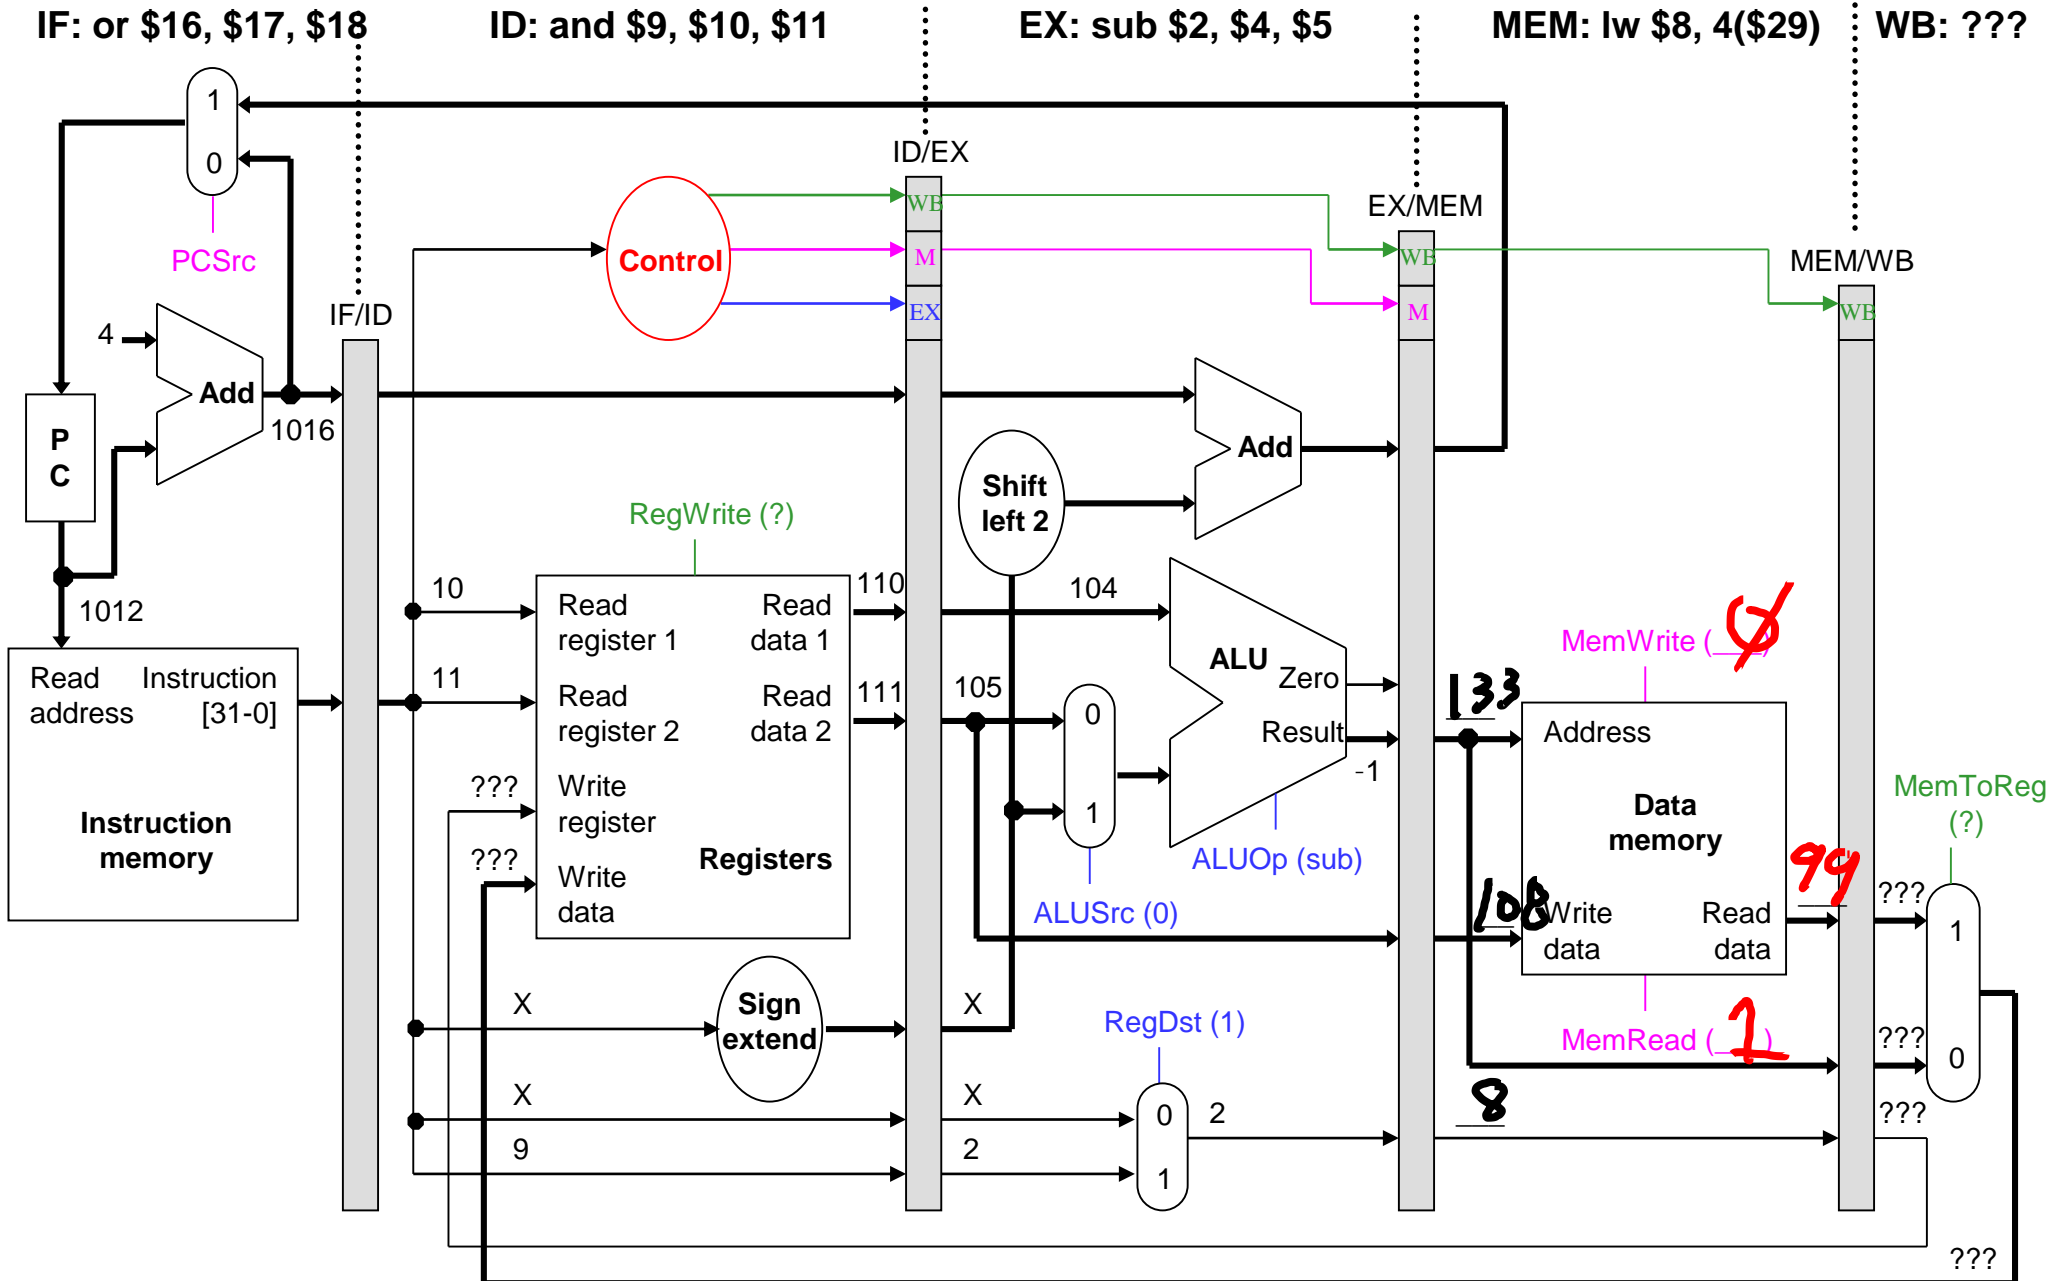 IF: or $16, $17, $18
ID: and $9, $10, $11
EX: sub $2, $4, $5
MEM: lw $8, 4($29)
WB: ???
1
0
PCSrc
4
Add
1016
P
C
1012
Read
address
Instruction
[31-0]
Instruction
memory
IF/ID
Control
ID/EX
WB
M
EX
EX/MEM
WB
M
MEM/WB
WB
RegWrite (?)
10
11
???
???
Read
register 1
Read
data 1
Read
register 2
Read
data 2
Write
register
Write
data
Registers
110
111
X
Sign
extend
X
X
X
9
2
Shift
left 2
Add
104
105
0
1
ALUSrc (0)
ALU
Zero
Result
-1
ALUOp (sub)
RegDst (1)
0
1
2
MemWrite (0)
133
Address
Data
memory
108
Write
data
Read
data
99
MemRead (1)
8
MemToReg
(?)
???
1
???
0
???
???